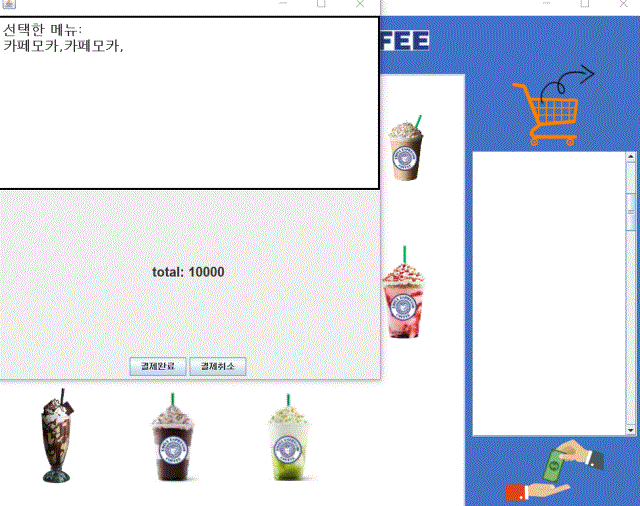 선택한 메뉴:
카페모카,카페모카,
FEE
total: 10000
결제완료
결제취소